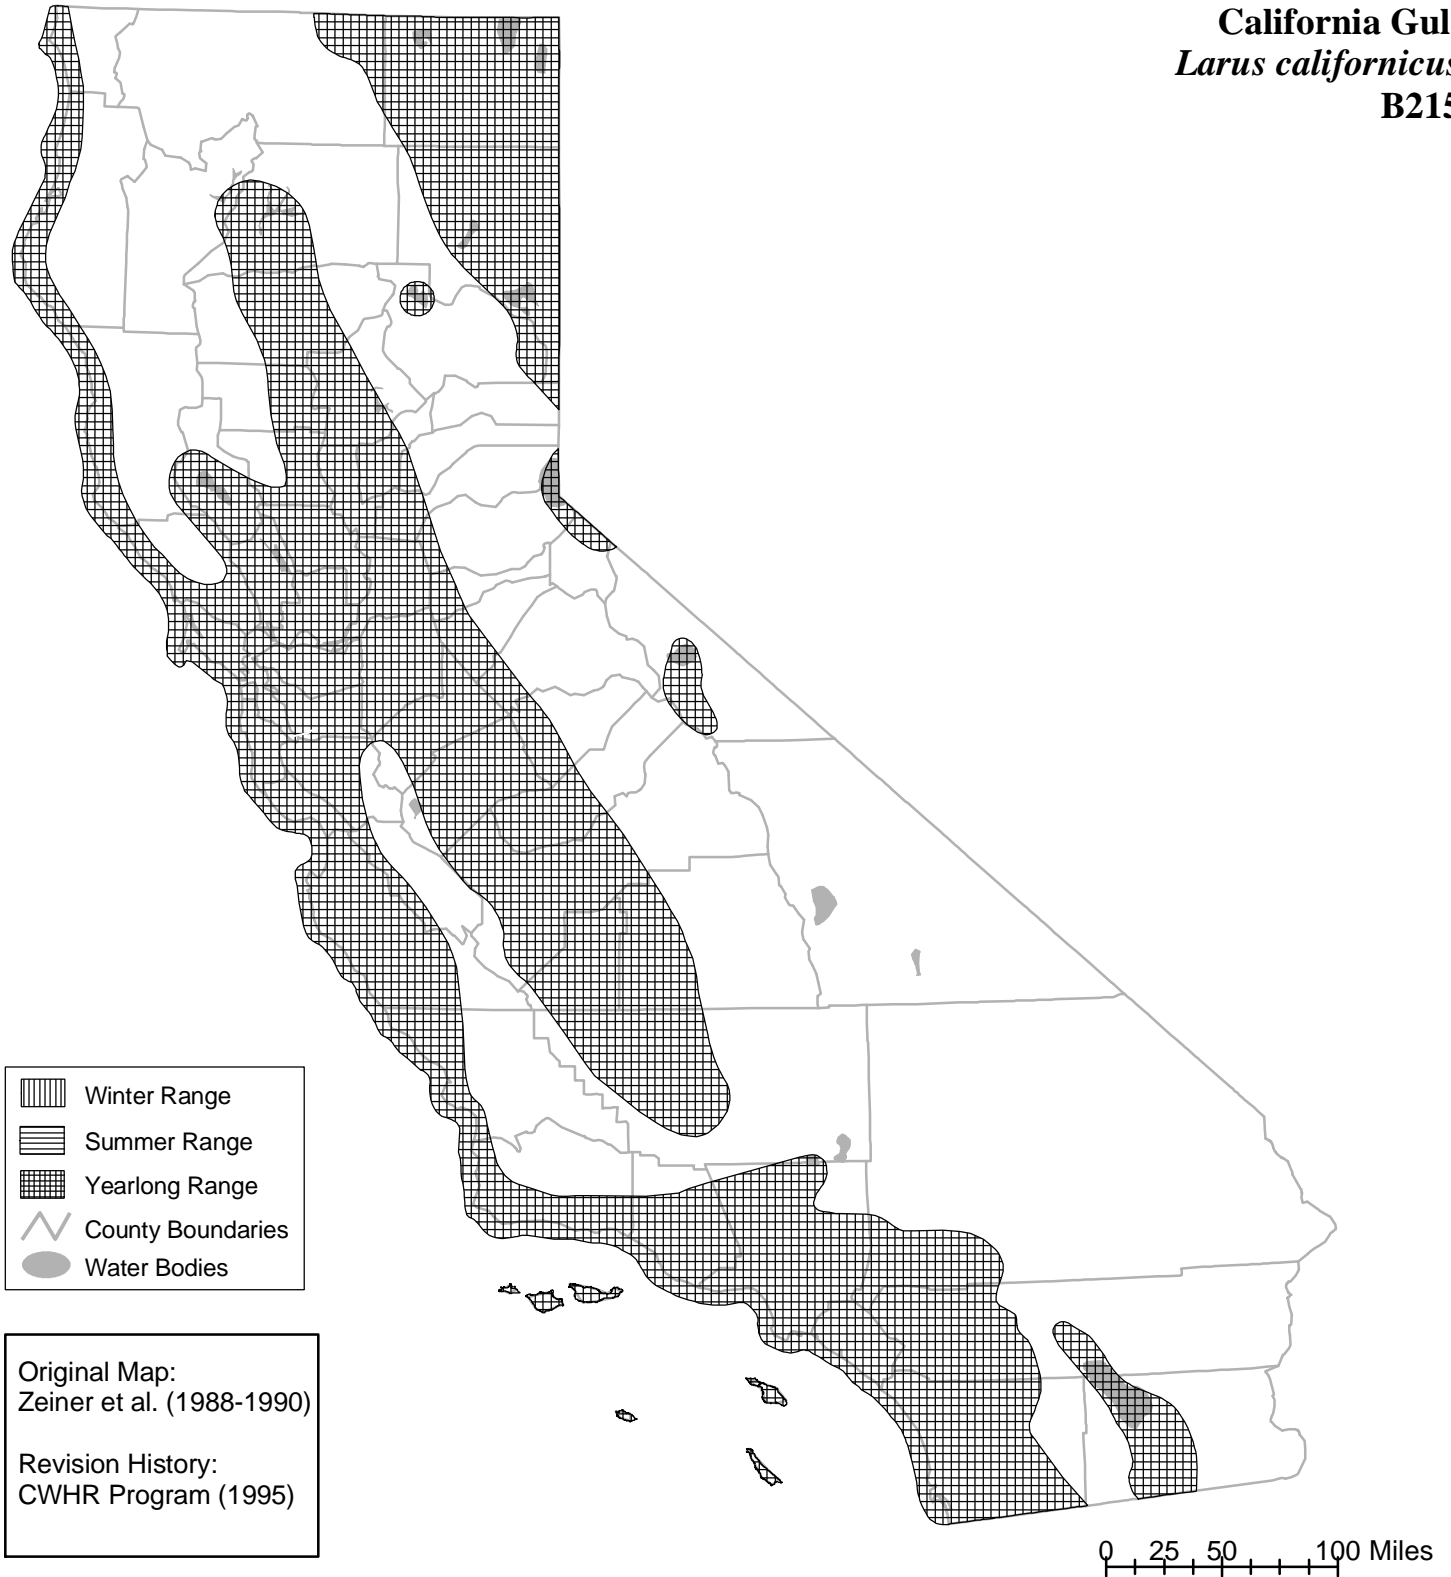 California Gul
Larus californicus
B215
Winter Range
Summer Range
Yearlong Range
County Boundaries
Water Bodies
Original Map:
Zeiner et al. (1988-1990)
Revision History:
CWHR Program (1995)
0 25 50 100 Miles